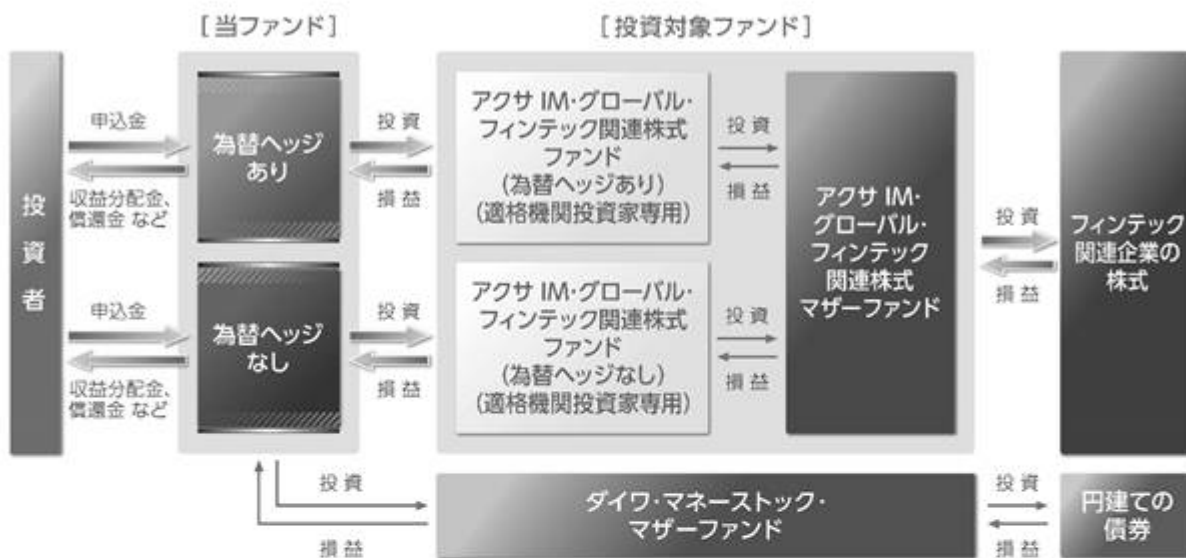 [当ファンド]
[投資対象ファンド]
投資者
申込金
収益分配金、
償還金 など
為替ヘッジ
あり
投資
損益
アクサ IM・グローバル・
フィンテック関連株式
ファンド
(為替ヘッジあり)
(適格機関投資家専用)
投資
損益
申込金
収益分配金、
償還金 など
為替ヘッジ
なし
投資
損益
アクサ IM・グローバル・
フィンテック関連株式
ファンド
(為替ヘッジなし)
(適格機関投資家専用)
投資
損益
アクサ IM・
グローバル・
フィンテック
関連株式
マザーファンド
投資
損益
フィンテック
関連企業の
株式
投資
損益
ダイワ・マネーストック・
マザーファンド
投資
損益
円建ての
債券